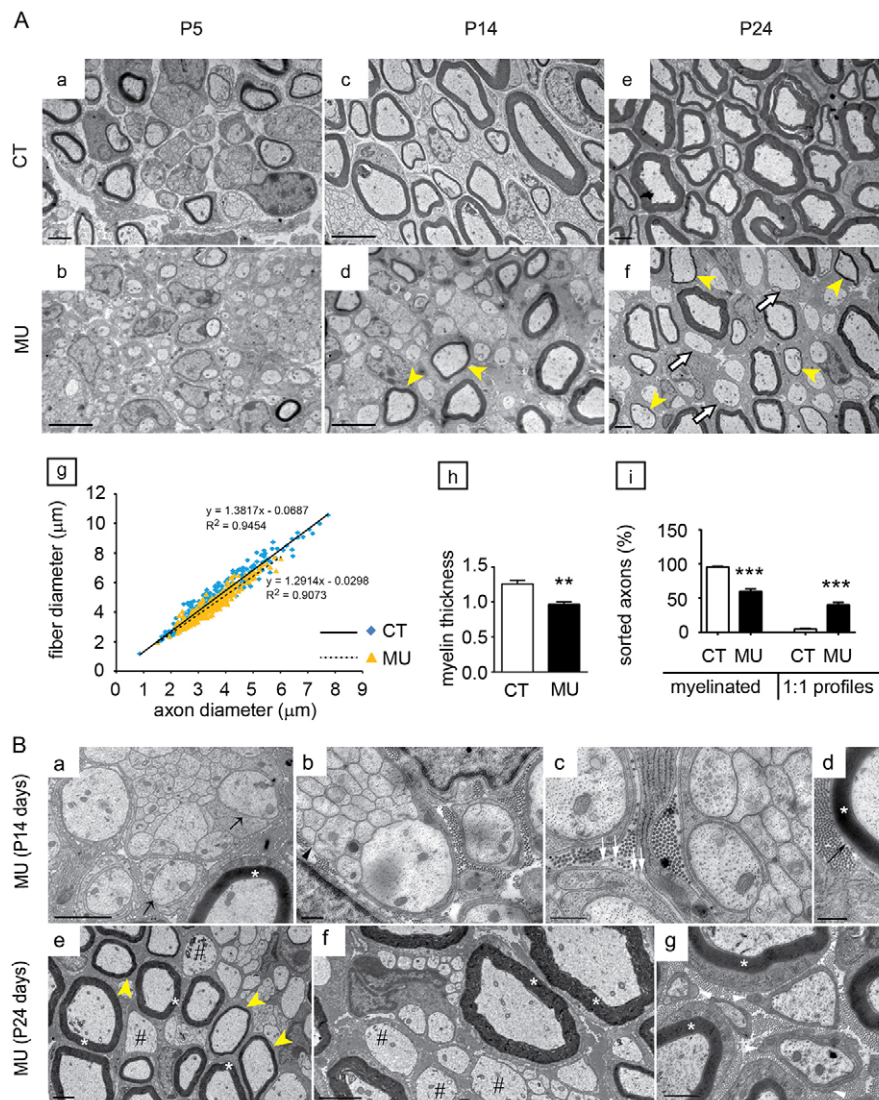 A
P5 P14 P24
CT
a c e
MU
b d f
g
fiber diameter (μm)
12
10
8
6
4
2
0
0 1 2 3 4 5 6 7 8 9
axon diameter (μm)
y = 1.3817x - 0.0687
R2 = 0.9454
y = 1.2914x - 0.0298
R2 = 0.9073
CT
MU
h
myelin thickness
1.5
1.0
0.5
0.0
**
CT MU
i
sorted axons (%)
150
100
50
0
*** ***
CT MU CT MU
myelinated 1:1 profiles
B
MU (P14 days)
a b c d
* *
MU (P24 days)
e f g
# # * * *
# # # * *
* *